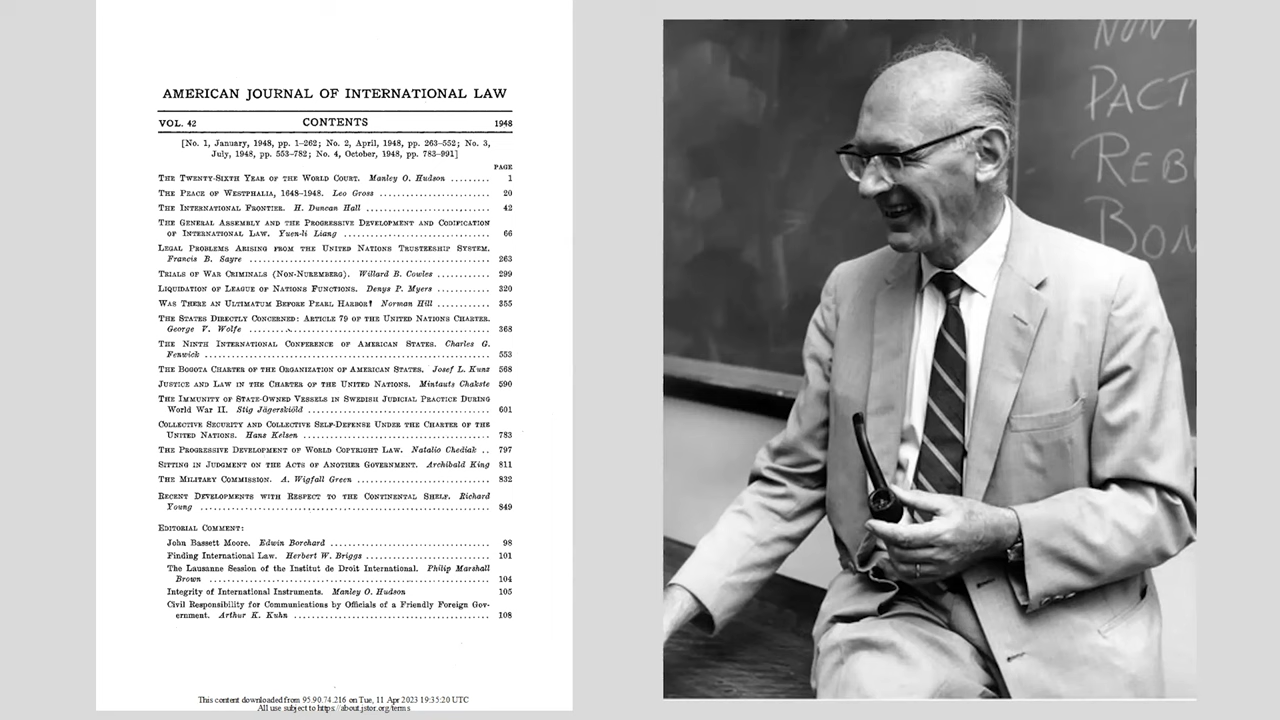 AMERICAN JOURNAL OF INTERNATIONAL LAW
VOL. 42 CONTENTS 1948
[No. 1, January, 1948, pp. 1–262; No. 2, April, 1948, pp. 263–552; No. 3,
July, 1948, pp. 553–782; No. 4, October, 1948, pp. 783–991]
PAGE
THE TWENTY-SIXTH YEAR OF THE WORLD COURT. Manley O. Hudson ......... 1
THE PEACE OF WESTPHALIA, 1648–1948. Leo Gross .......................... 20
THE INTERNATIONAL FRONTIER. H. Duncan Hall ............................. 42
THE GENERAL ASSEMBLY AND THE PROGRESSIVE DEVELOPMENT AND CODIFICATION
OF INTERNATIONAL LAW. Yuen-li Liang ................................... 66
LEGAL PROBLEMS ARISING FROM THE UNITED NATIONS TRUSTEESHIP SYSTEM.
Francis B. Sayre ...................................................... 263
TRIALS OF WAR CRIMINALS (NON-NUREMBERG). Willard B. Cowles ........... 299
LIQUIDATION OF LEAGUE OF NATIONS FUNCTIONS. Denys P. Myers ........... 320
WAS THERE AN ULTIMATUM BEFORE PEARL HARBOR? Norman Hill ........... 355
THE STATES DIRECTLY CONCERNED: ARTICLE 79 OF THE UNITED NATIONS CHARTER.
George V. Wolfe ....................................................... 368
THE NINTH INTERNATIONAL CONFERENCE OF AMERICAN STATES. Charles G.
Fenwick ............................................................... 553
THE BOGOTA CHARTER OF THE ORGANIZATION OF AMERICAN STATES. Josef L. Kunz 568
JUSTICE AND LAW IN THE CHARTER OF THE UNITED NATIONS. Mintauts Chakste 590
THE IMMUNITY OF STATE-OWNED VESSELS IN SWEDISH JUDICIAL PRACTICE DURING
WORLD WAR II. Stig Jägerskiöld ........................................ 601
COLLECTIVE SECURITY AND COLLECTIVE SELF-DEFENSE UNDER THE CHARTER OF THE
UNITED NATIONS. Hans Kelsen ........................................... 783
THE PROGRESSIVE DEVELOPMENT OF WORLD COPYRIGHT LAW. Natalio Chediak .. 797
SITTING IN JUDGMENT ON THE ACTS OF ANOTHER GOVERNMENT. Archibald King 811
THE MILITARY COMMISSION. A. Wigfall Green ............................. 832
RECENT DEVELOPMENTS WITH RESPECT TO THE CONTINENTAL SHELF. Richard
Young ................................................................. 849
EDITORIAL COMMENT:
John Bassett Moore. Edwin Borchard .................................... 98
Finding International Law. Herbert W. Briggs .......................... 101
The Lausanne Session of the Institut de Droit International. Philip Marshall
Brown ................................................................. 104
Integrity of International Instruments. Manley O. Hudson 105
Civil Responsibility for Communications by Officials of a Friendly Foreign Gov-
ernment. Arthur K. Kuhn ............................................... 108
This content downloaded from 95.90.74.216 on Tue, 11 Apr 2023 19:35:20 UTC
All use subject to https://about.jstor.org/terms
NON
PACT
REB
BON